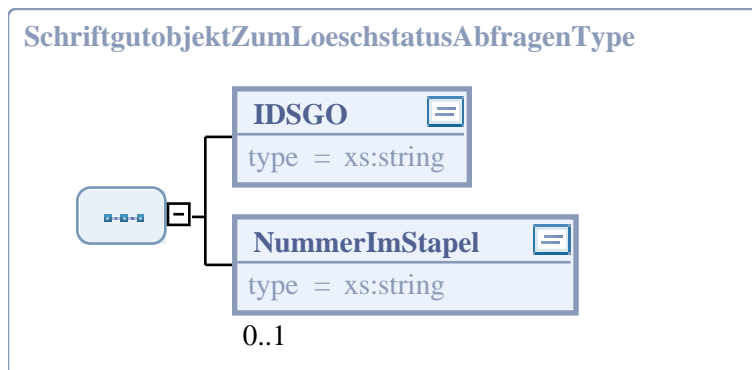 SchriftgutobjektZumLoeschstatusAbfragenType
IDSGO
type = xs:string
NummerImStapel
type = xs:string
0..1